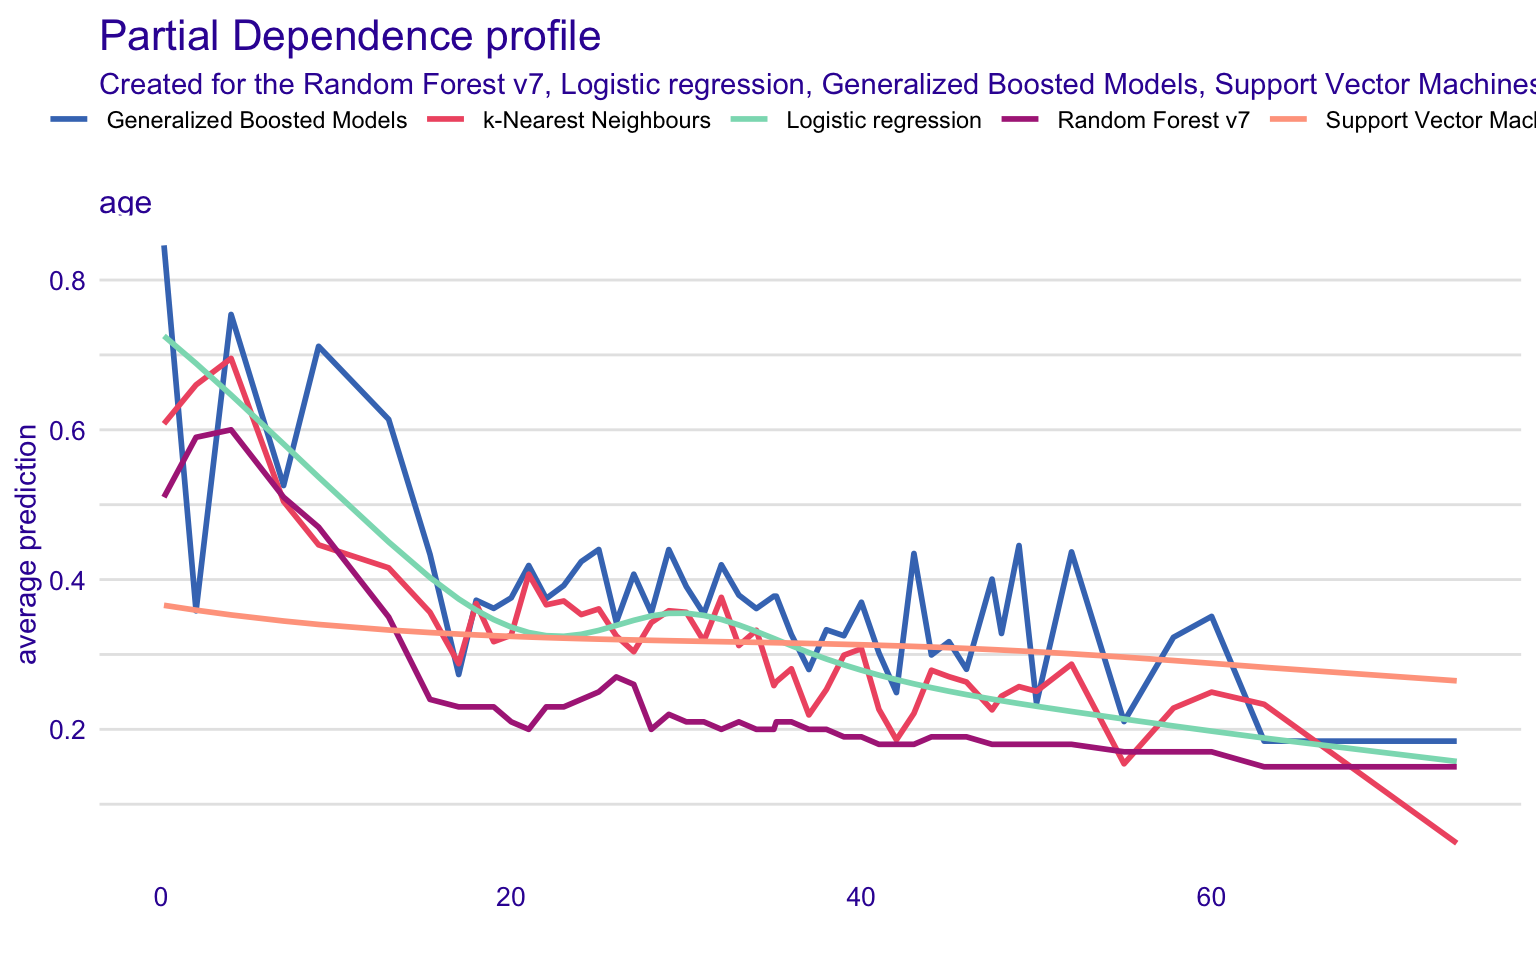 Partial Dependence profile
Created for the Random Forest v7, Logistic regression, Generalized Boosted Models, Support Vector Machines
Generalized Boosted Models k-Nearest Neighbours Logistic regression Random Forest v7 Support Vector Mach
age
average prediction
0.8
0.6
0.4
0.2
0 20 40 60